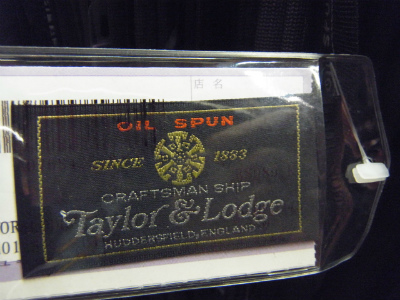 店名
OIL SPUN
SINCE 1883
CRAFTSMAN SHIP
Taylor & Lodge
HUDDERSFIELD, ENGLAND